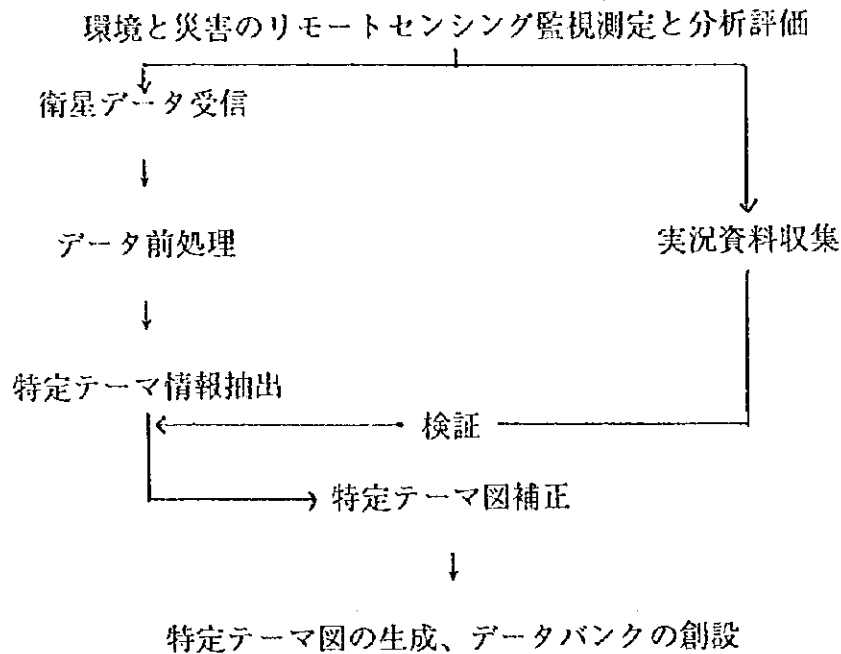 環境と災害のリモートセンシング監視測定と分析評価
衛星データ受信
データ前処理
実況資料収集
特定テーマ情報抽出
検証
特定テーマ図補正
特定テーマ図の生成、データバンクの創設